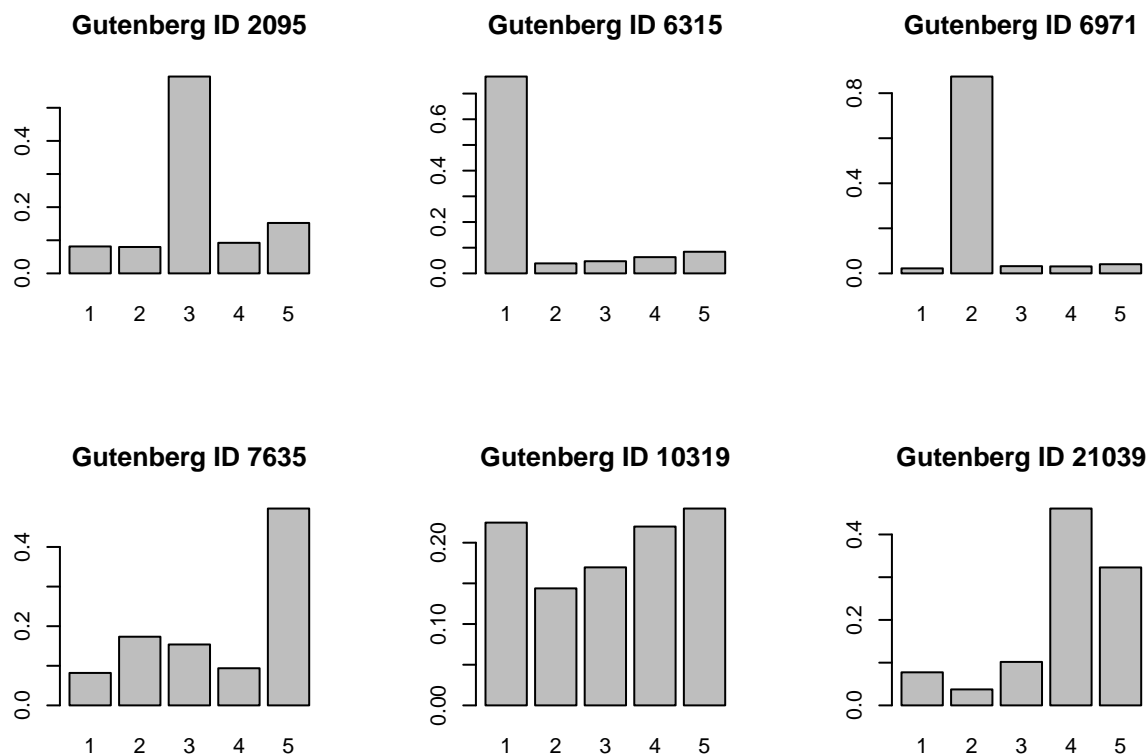 Gutenberg ID 2095
0.0 0.2 0.4
1 2 3 4 5
Gutenberg ID 6315
0.0 0.2 0.4 0.6
1 2 3 4 5
Gutenberg ID 6971
0.0 0.4 0.8
1 2 3 4 5
Gutenberg ID 7635
0.0 0.2 0.4
1 2 3 4 5
Gutenberg ID 10319
0.00 0.10 0.20
1 2 3 4 5
Gutenberg ID 21039
0.0 0.2 0.4
1 2 3 4 5